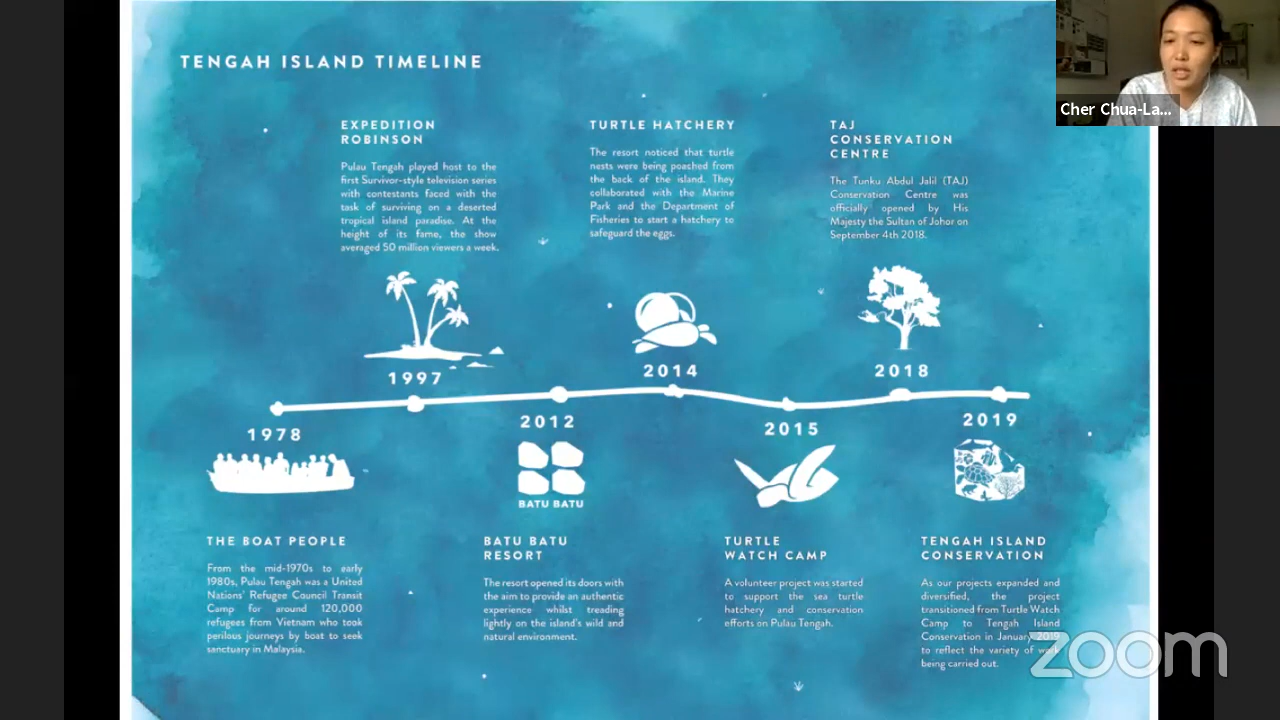 TENGAH ISLAND TIMELINE
Cher Chua-La...
EXPEDITION
ROBINSON
Pulau Tengah played host to the
first Survivor-style television series
with contestants faced with the
task of surviving on a deserted
tropical island paradise. At the
height of its fame, the show
averaged 50 million viewers a week.
TURTLE HATCHERY
The resort noticed that turtle
nests were being poached from
the back of the island. They
collaborated with the Marine
Park and the Department of
Fisheries to start a hatchery to
safeguard the eggs.
TAJ
CONSERVATION
CENTRE
The Tunku Abdul Jalil (TAJ)
Conservation Centre was
officially opened by His
Majesty the Sultan of Johor on
September 4th 2018.
1997
2014
2018
1978
2012
2015
2019
BATU BATU
THE BOAT PEOPLE
From the mid-1970s to early
1980s, Pulau Tengah was a United
Nations' Refugee Council Transit
Camp for around 120,000
refugees from Vietnam who took
perilous journeys by boat to seek
sanctuary in Malaysia.
BATU BATU
RESORT
The resort opened its doors with
the aim to provide an authentic
experience whilst treading
lightly on the island's wild and
natural environment.
TURTLE
WATCH CAMP
A volunteer project was started
to support the sea turtle
hatchery and conservation
efforts on Pulau Tengah.
TENGAH ISLAND
CONSERVATION
As our projects expanded and
diversified, the project
transitioned from Turtle Watch
Camp to Tengah Island
Conservation in January 2019
to reflect the variety of work
being carried out.
zoom